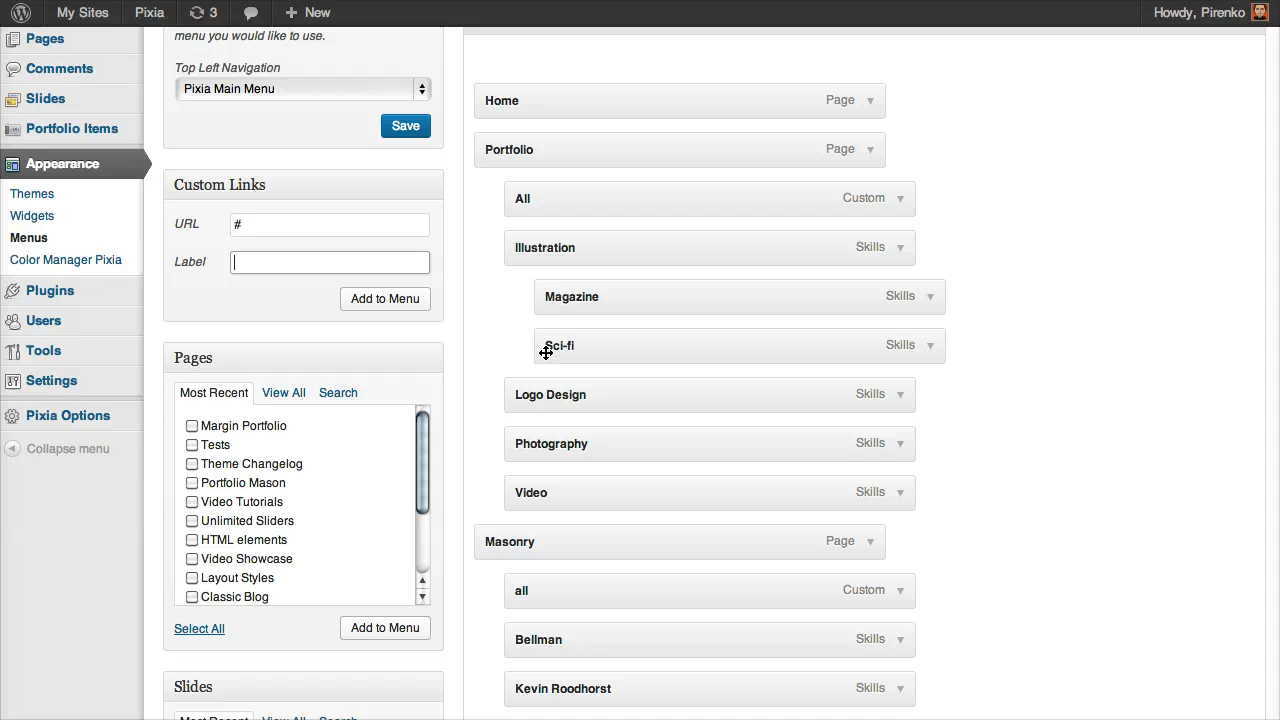 My Sites Pixia 3 New Howdy, Pirenko
Pages
Comments
Slides
Portfolio Items
Appearance
Themes
Widgets
Menus
Color Manager Pixia
Plugins
Users
Tools
Settings
Pixia Options
Collapse menu
menu you would like to use.
Top Left Navigation
Pixia Main Menu
Save
Custom Links
URL #
Label
Add to Menu
Pages
Most Recent View All Search
Margin Portfolio
Tests
Theme Changelog
Portfolio Mason
Video Tutorials
Unlimited Sliders
HTML elements
Video Showcase
Layout Styles
Classic Blog
Select All Add to Menu
Slides
Most Recent View All Search
Home Page
Portfolio Page
All Custom
Illustration Skills
Magazine Skills
Sci-fi Skills
Logo Design Skills
Photography Skills
Video Skills
Masonry Page
all Custom
Bellman Skills
Kevin Roodhorst Skills